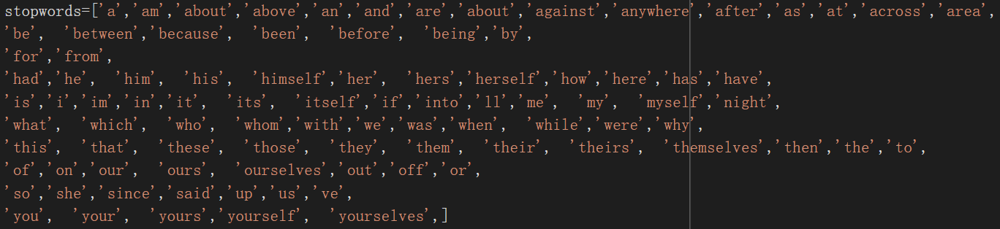 stopwords=['a','am','about','above','an','and','are','about','against','anywhere','after','as','at','across','area',
'be',  'between','because',  'been',  'before',  'being','by',
'for','from',
'had','he',  'him',  'his',  'himself','her',  'hers','herself','how','here','has','have',
'is','i','im','in','it',  'its',  'itself','if','into','ll','me',  'my',  'myself','night',
'what',  'which',  'who',  'whom','with','we','was','when',  'while','were','why',
'this',  'that',  'these',  'those',  'they',  'them',  'their',  'theirs',  'themselves','then','the','to',
'of','on','our',  'ours',  'ourselves','out','off','or',
'so','she','since','said','up','us','ve',
'you',  'your',  'yours','yourself',  'yourselves',]